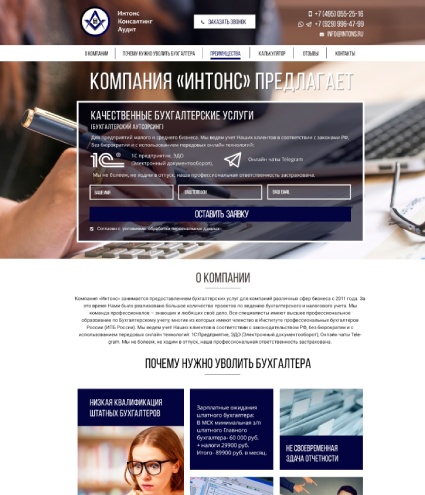 Интонс
Консалтинг
Аудит
ЗАКАЗАТЬ ЗВОНОК
+7 (495) 055-25-16
+7 (929) 996-47-99
INFO@INTONS.RU
О КОМПАНИИ
ПОЧЕМУ НУЖНО УВОЛИТЬ БУХГАЛТЕРА
ПРЕИМУЩЕСТВА
КАЛЬКУЛЯТОР
ОТЗЫВЫ
КОНТАКТЫ
КОМПАНИЯ «ИНТОНС» ПРЕДЛАГАЕТ
КАЧЕСТВЕННЫЕ БУХГАЛТЕРСКИЕ УСЛУГИ
(БУХГАЛТЕРСКИЙ АУТСОРСИНГ)
Для предприятий малого и среднего бизнеса. Мы ведем учет Наших клиентов в соответствии с законами РФ,
без бюрократии и с использованием передовых онлайн технологий:
1С
1С предприятие, ЭДО
(Электронный документооборот),
Онлайн чаты Telegram
Мы не болеем, не ходим в отпуск, наша профессиональная ответственность застрахована.
ВАШЕ ИМЯ
ВАШ ТЕЛЕФОН
ВАШ EMAIL
ОСТАВИТЬ ЗАЯВКУ
Согласен с условиями обработки персональных данных
О КОМПАНИИ
Компания «Интонс» занимается предоставлением бухгалтерских услуг для компаний различных сфер бизнеса с 2011 года. За
это время Нами было реализовано большое количество проектов по ведению бухгалтерского и налогового учета. Мы
команда профессионалов – знающих и любящих своё дело. Все специалисты имеют высшее профессиональное
образование по Бухгалтерскому учету, многие из которых имеют членство в Институте профессиональных бухгалтеров
России (ИПБ России). Мы ведем учет Наших клиентов в соответствии с законодательством РФ, без бюрократии и с
использованием передовых онлайн технологий: 1С:Предприятие, ЭДО (Электронный документооборот), Онлайн чаты Tele-
gram. Мы не болеем, не ходим в отпуск, наша профессиональная ответственность застрахована.
ПОЧЕМУ НУЖНО УВОЛИТЬ БУХГАЛТЕРА
НИЗКАЯ КВАЛИФИКАЦИЯ
ШТАТНЫХ БУХГАЛТЕРОВ
Зарплатные ожидания
штатного бухгалтера:
В МСК минимальная з/п
штатного Главного
бухгалтера- 60 000 руб.
+ налоги 29900 руб.
Итого- 89900 руб. в месяц.
НЕ СВОЕВРЕМЕННАЯ
ЗДАЧА ОТЧЕТНОСТИ